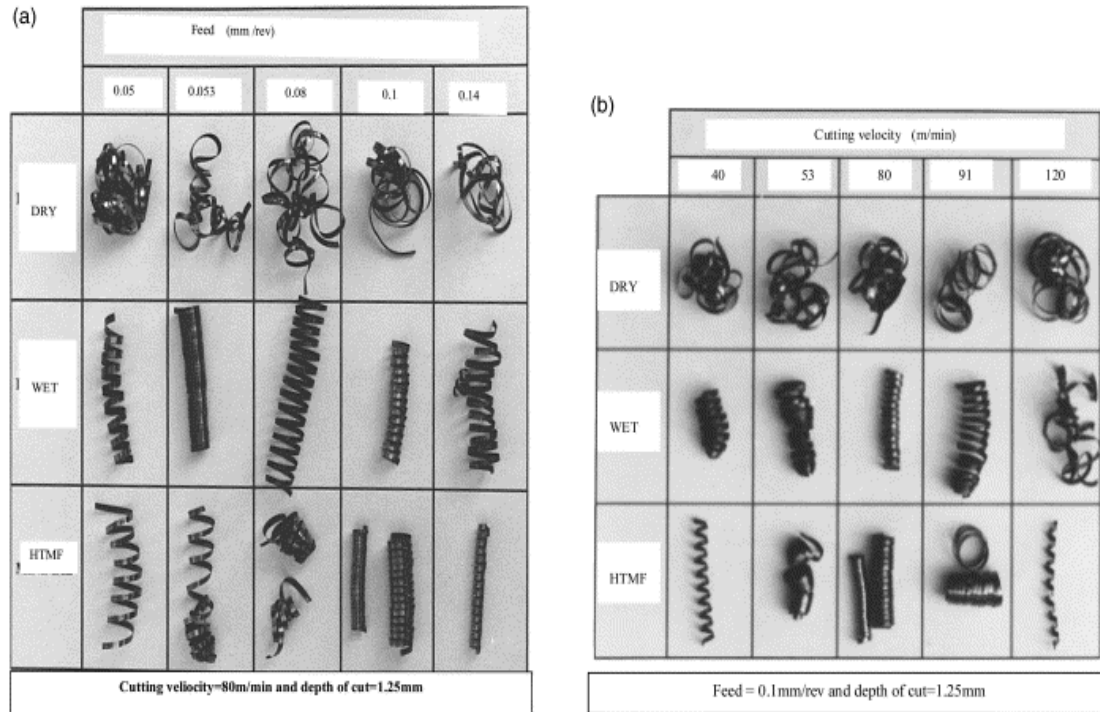 (a)
Feed (mm /rev)
0.05 0.053 0.08 0.1 0.14
DRY
WET
HTMF
Cutting veliocity=80m/min and depth of cut=1.25mm
(b)
Cutting velocity (m/min)
40 53 80 91 120
DRY
WET
HTMF
Feed = 0.1mm/rev and depth of cut=1.25mm